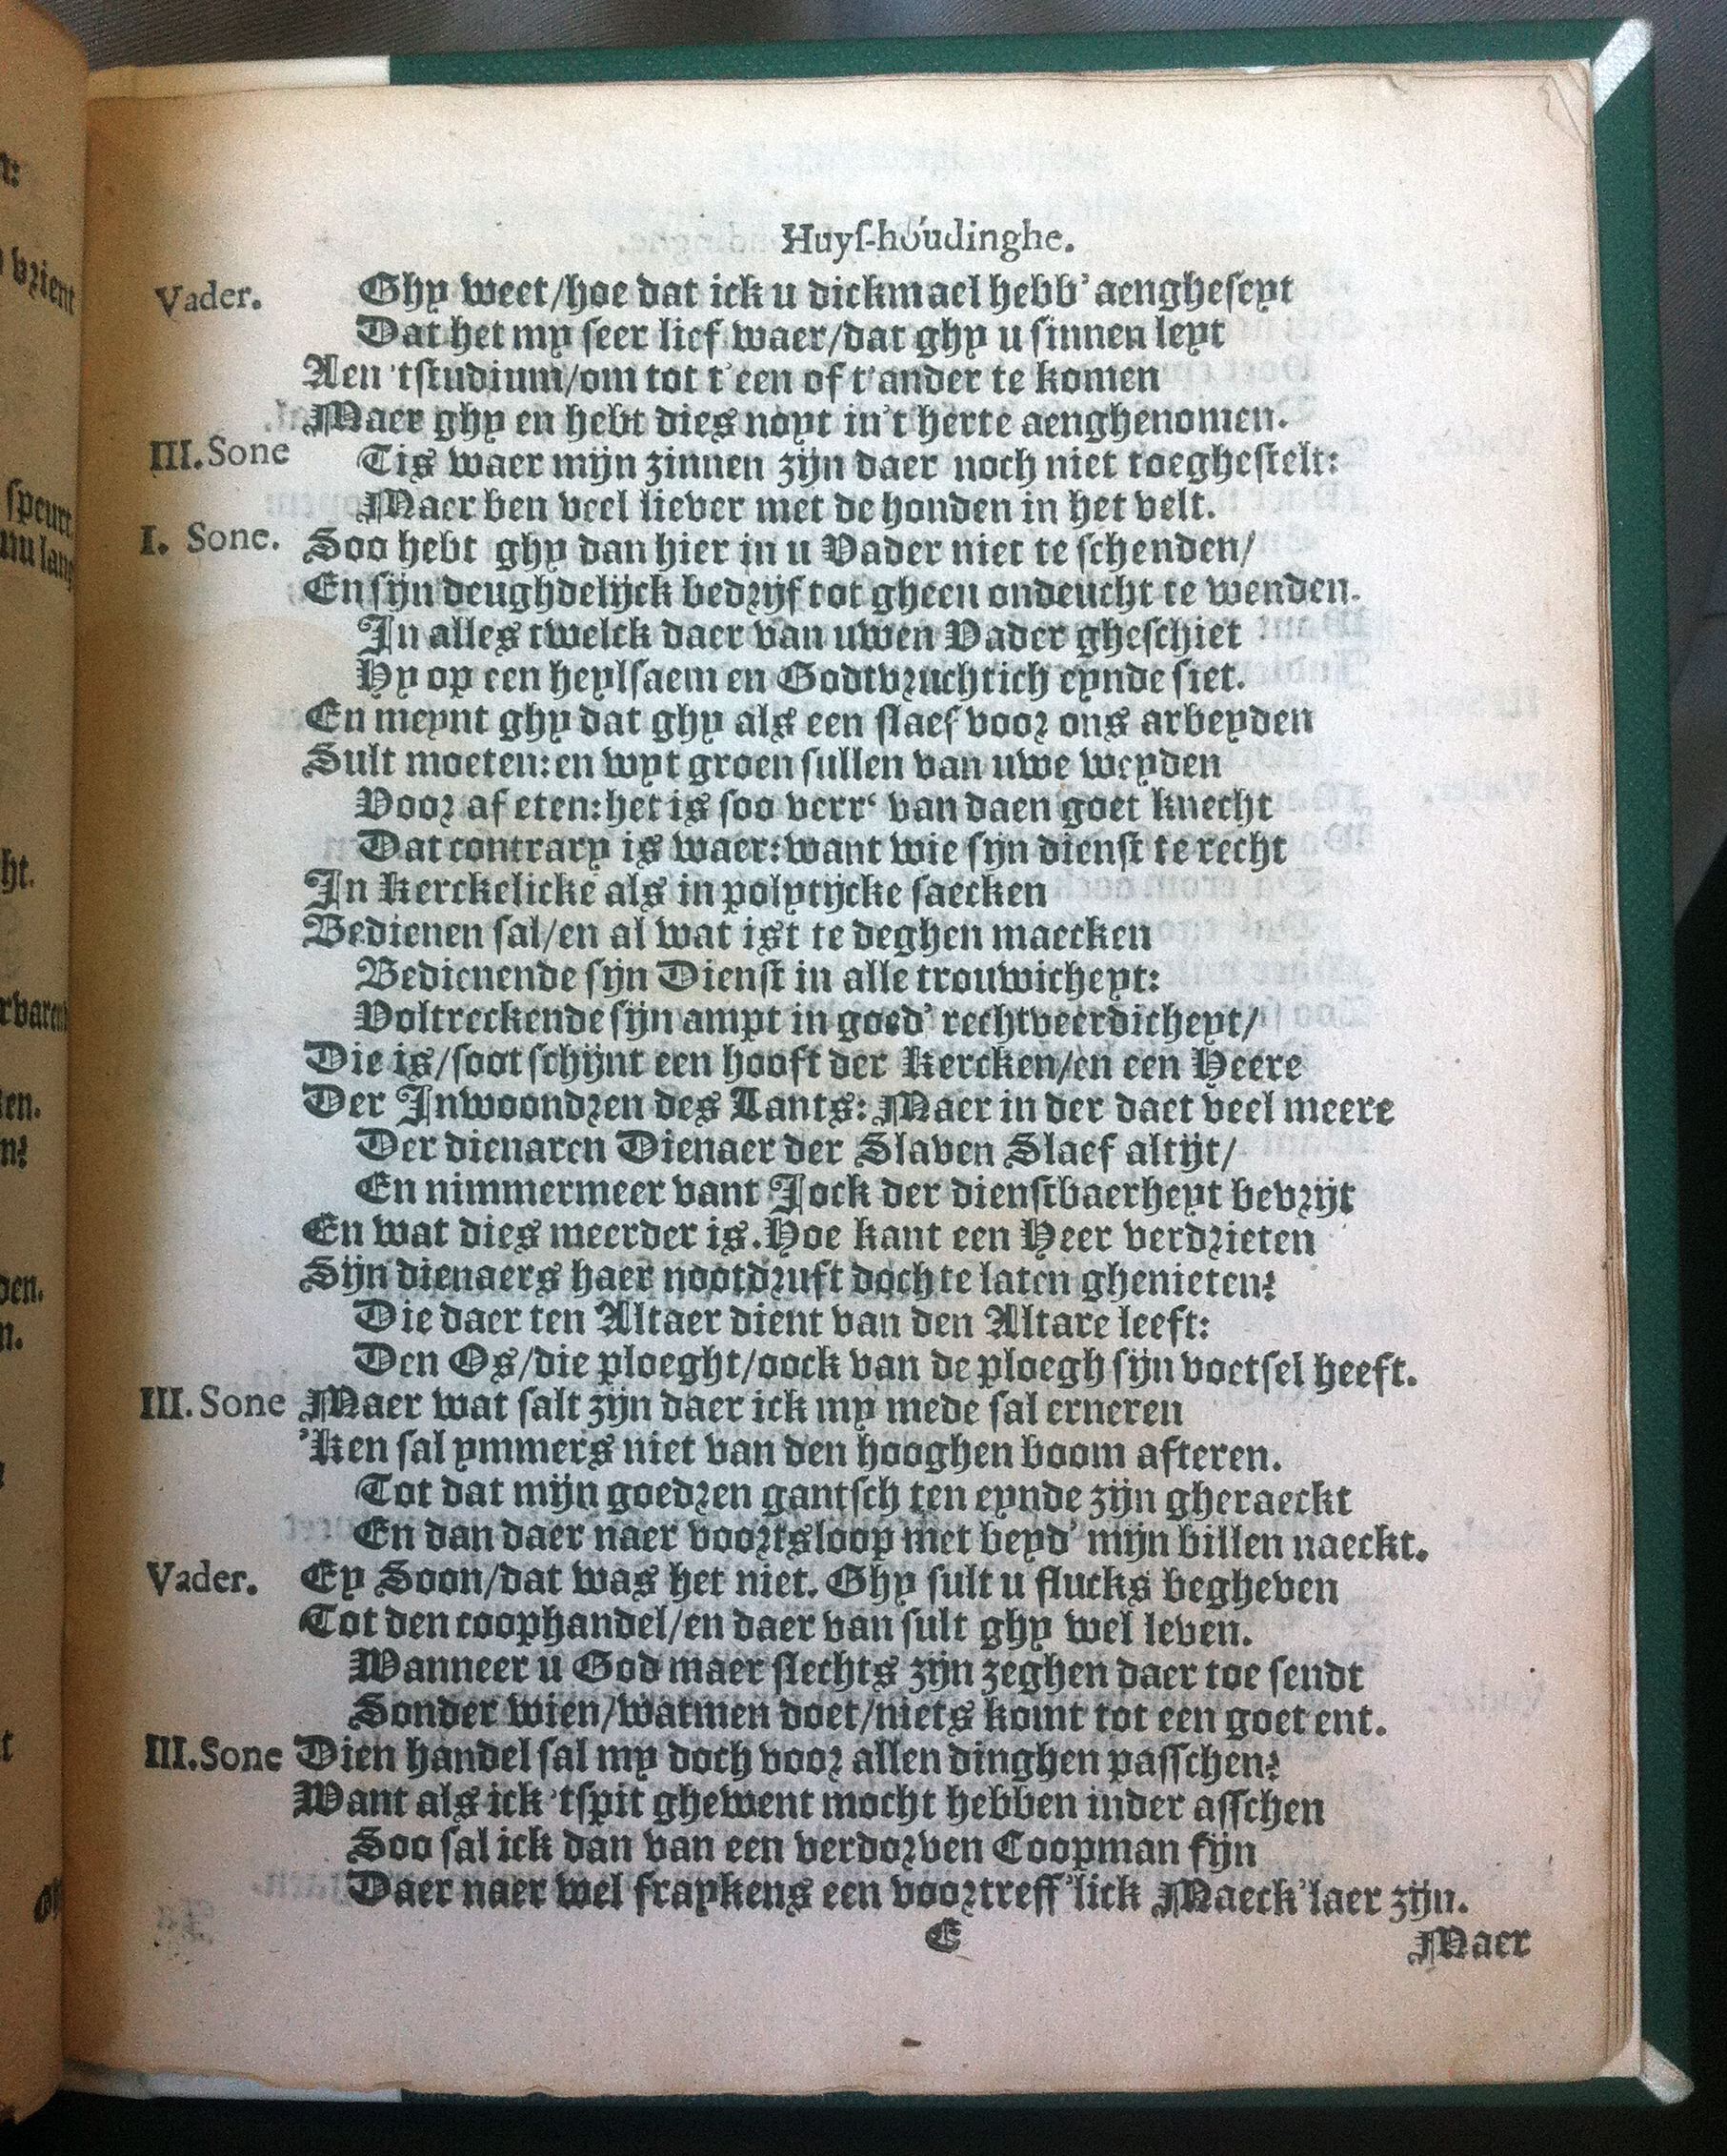 Huyſ-houdinghe.
Vader. Ghy weet/hoe dat ick u dickmael hebb' aengheseyt
Dat het my seer lief waer/dat ghy u sinnen leyt
Aen 'tstudium/om tot t'een of t'ander te komen
Maer ghy en hebt dies noyt in't herte aenghenomen.
III. Sone Tis waer mijn zinnen zijn daer noch niet toeghestelt:
Maer ben veel liever met de honden in het velt.
I. Sone. Soo hebt ghy dan hier in u Vader niet te schenden/
En sijn deughdelijck bedrijf tot gheen ondeucht te wenden.
In alles twelck daer van uwen Vader gheschiet
Hy op een heylsaem en Godtvruchtich eynde siet.
En meynt ghy dat ghy als een slaef voor ons arbeyden
Sult moeten: en wyt groen sullen van uwe weyden
Voor af eten: het is soo verr‘ van daen goet knecht
Dat contrary is waer: want wie sijn dienst te recht
In Kerckelicke als in polytijcke saecken
Bedienen sal/en al wat ist te deghen maecken
Bedienende sijn Dienst in alle trouwicheyt:
Voltreckende sijn ampt in goed' rechtveerdicheyt/
Die is/soot schijnt een hooft der Kercken/en een Heere
Der Inwoondren des Lants: Maer in der daet veel meere
Der dienaren Dienaer der Slaven Slaef altijt/
En nimmermeer vant Jock der dienstbaerheyt bevrijt
En wat dies meerder is. Hoe kant een Heer verdrieten
Sijn dienaers haer nootdruft doch te laten ghenieten?
Die daer ten Altaer dient van den Altare leeft:
Den Os/die ploeght/oock van de ploegh sijn voetsel heeft.
III. Sone Maer wat salt zijn daer ick my mede sal erneren
'Ken sal ymmers niet van den hooghen boom afteren.
Tot dat mijn goedren gantsch ten eynde zijn gheraeckt
En dan daer naer voortsloop met beyd' mijn billen naeckt.
Vader. Ey Soon/dat was het niet. Ghy sult u flucks begheven
Tot den coophandel/en daer van sult ghy wel leven.
Wanneer u God maer slechts zijn zeghen daer toe sendt
Sonder wien/watmen doet/niets komt tot een goet ent.
III. Sone Dien handel sal my doch voor allen dinghen passchen?
Want als ick 'tspit ghewent mocht hebben inder asschen
Soo sal ick dan van een verdorven Coopman fijn
Daer naer wel fraykens een voortreff'lick Maeck'laer zijn.
E
Maer